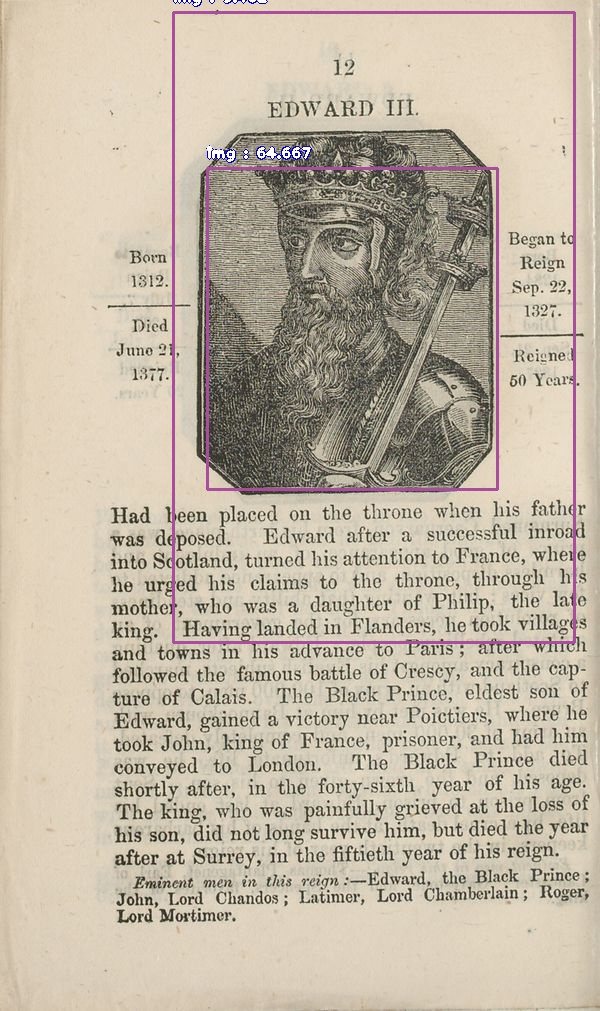 12
EDWARD III.
img : 64.667
Born
1312.
Died
June 21,
1377.
Began to
Reign
Sep. 22,
1327.
Reigned
50 Years.
Had been placed on the throne when his father
was deposed. Edward after a successful inroad
into Scotland, turned his attention to France, where
he urged his claims to the throne, through his
mother, who was a daughter of Philip, the late
king. Having landed in Flanders, he took villages
and towns in his advance to Paris; after which
followed the famous battle of Crescy, and the cap-
ture of Calais. The Black Prince, eldest son of
Edward, gained a victory near Poictiers, where he
took John, king of France, prisoner, and had him
conveyed to London. The Black Prince died
shortly after, in the forty-sixth year of his age.
The king, who was painfully grieved at the loss of
his son, did not long survive him, but died the year
after at Surrey, in the fiftieth year of his reign.
Eminent men in this reign:—Edward, the Black Prince;
John, Lord Chandos; Latimer, Lord Chamberlain; Roger,
Lord Mortimer.